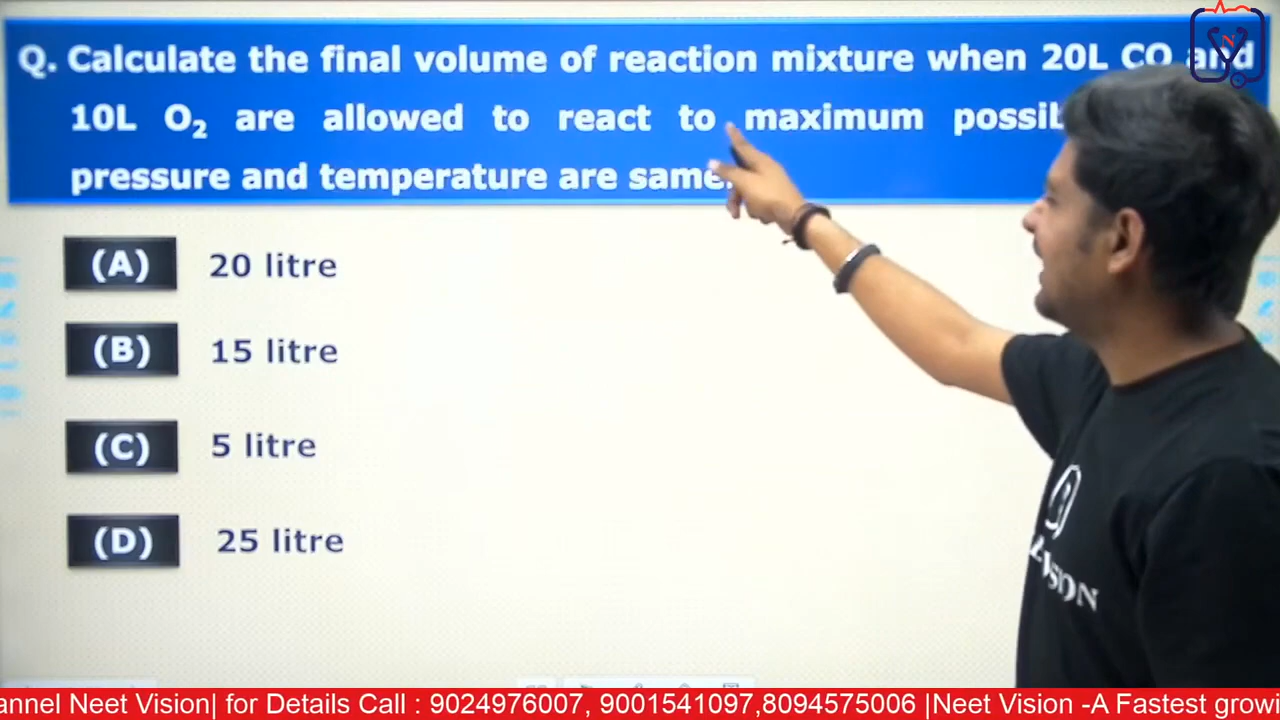 Q. Calculate the final volume of reaction mixture when 20L CO and
10L O₂ are allowed to react to maximum
pressure and temperature are same.
(A) 20 litre
(B) 15 litre
(C) 5 litre
(D) 25 litre
VISION
annel Neet Vision| for Details Call : 9024976007, 9001541097,8094575006 |Neet Vision -A Fastest growi